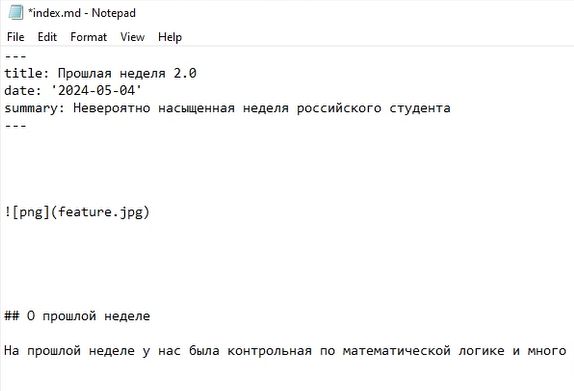 *index.md - Notepad
File Edit Format View Help
---
title: Прошлая неделя 2.0
date: '2024-05-04'
summary: Невероятно насыщенная неделя российского студента
---
![png](feature.jpg)
## О прошлой неделе
На прошлой неделе у нас была контрольная по математической логике и много